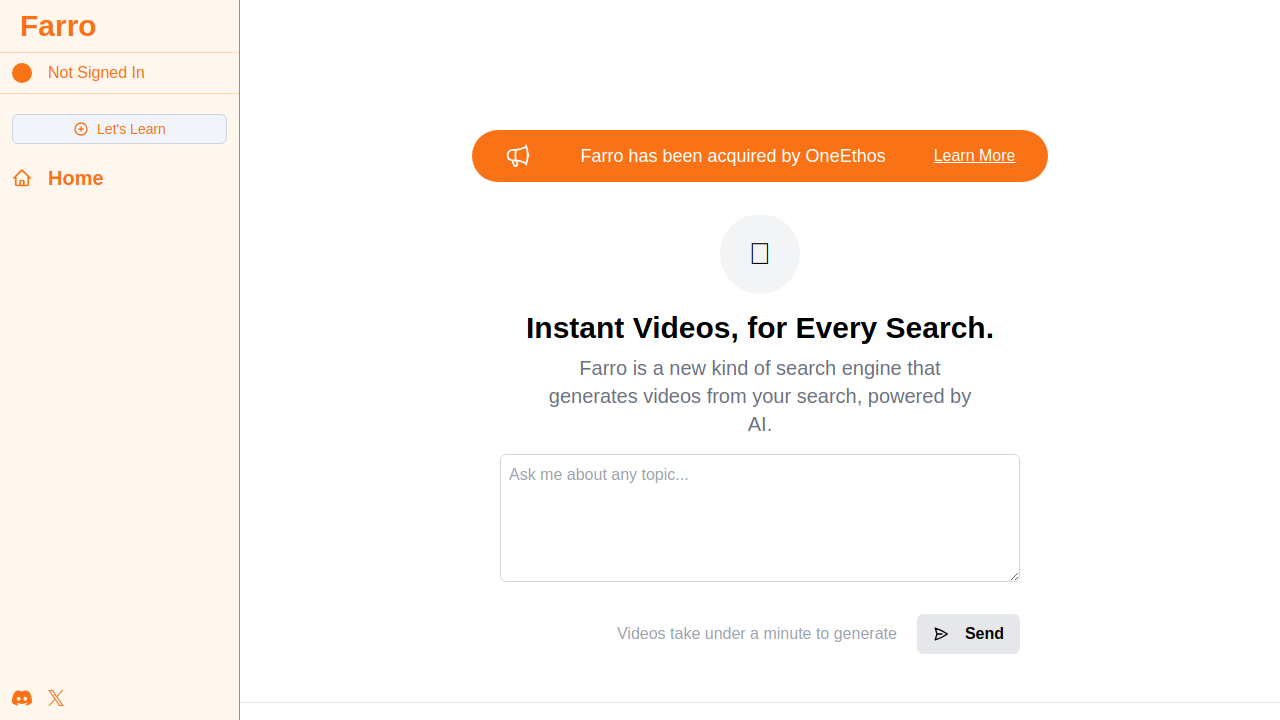 Farro
Not Signed In
Let's Learn
Home
Farro has been acquired by OneEthos
Learn More
Instant Videos, for Every Search.
Farro is a new kind of search engine that
generates videos from your search, powered by
AI.
Ask me about any topic...
Videos take under a minute to generate
Send